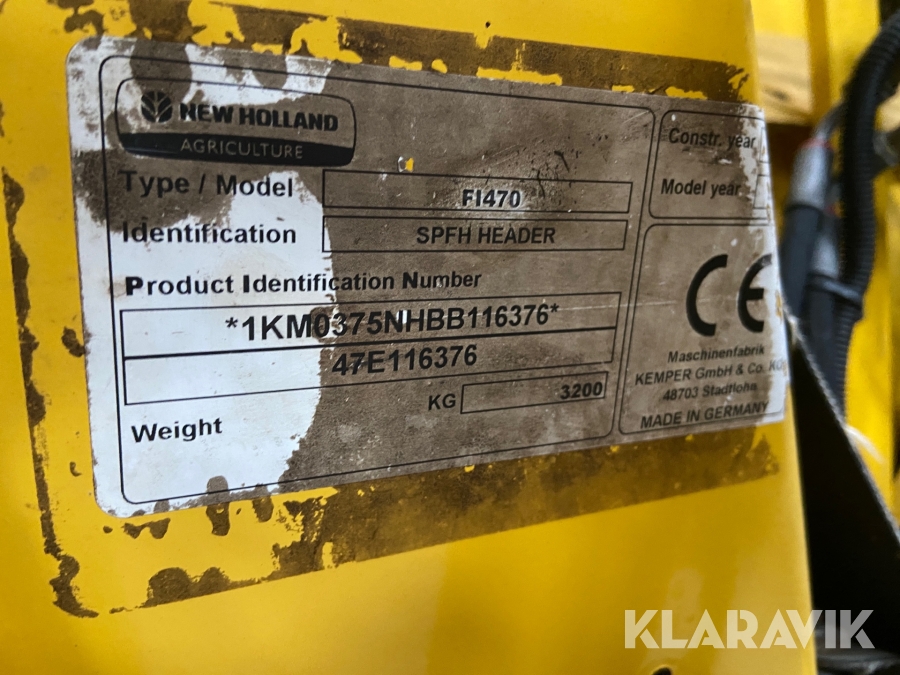 NEW HOLLAND
AGRICULTURE
Type / Model
FI470
Identification
SPFH HEADER
Product Identification Number
*1KM0375NHBB116376*
47E116376
Weight
KG
3200
Constr. year
Model year
CE
Maschinenfabrik
KEMPER GmbH & Co.
48703 Stadtlohn
MADE IN GERMANY
KLARAVIK